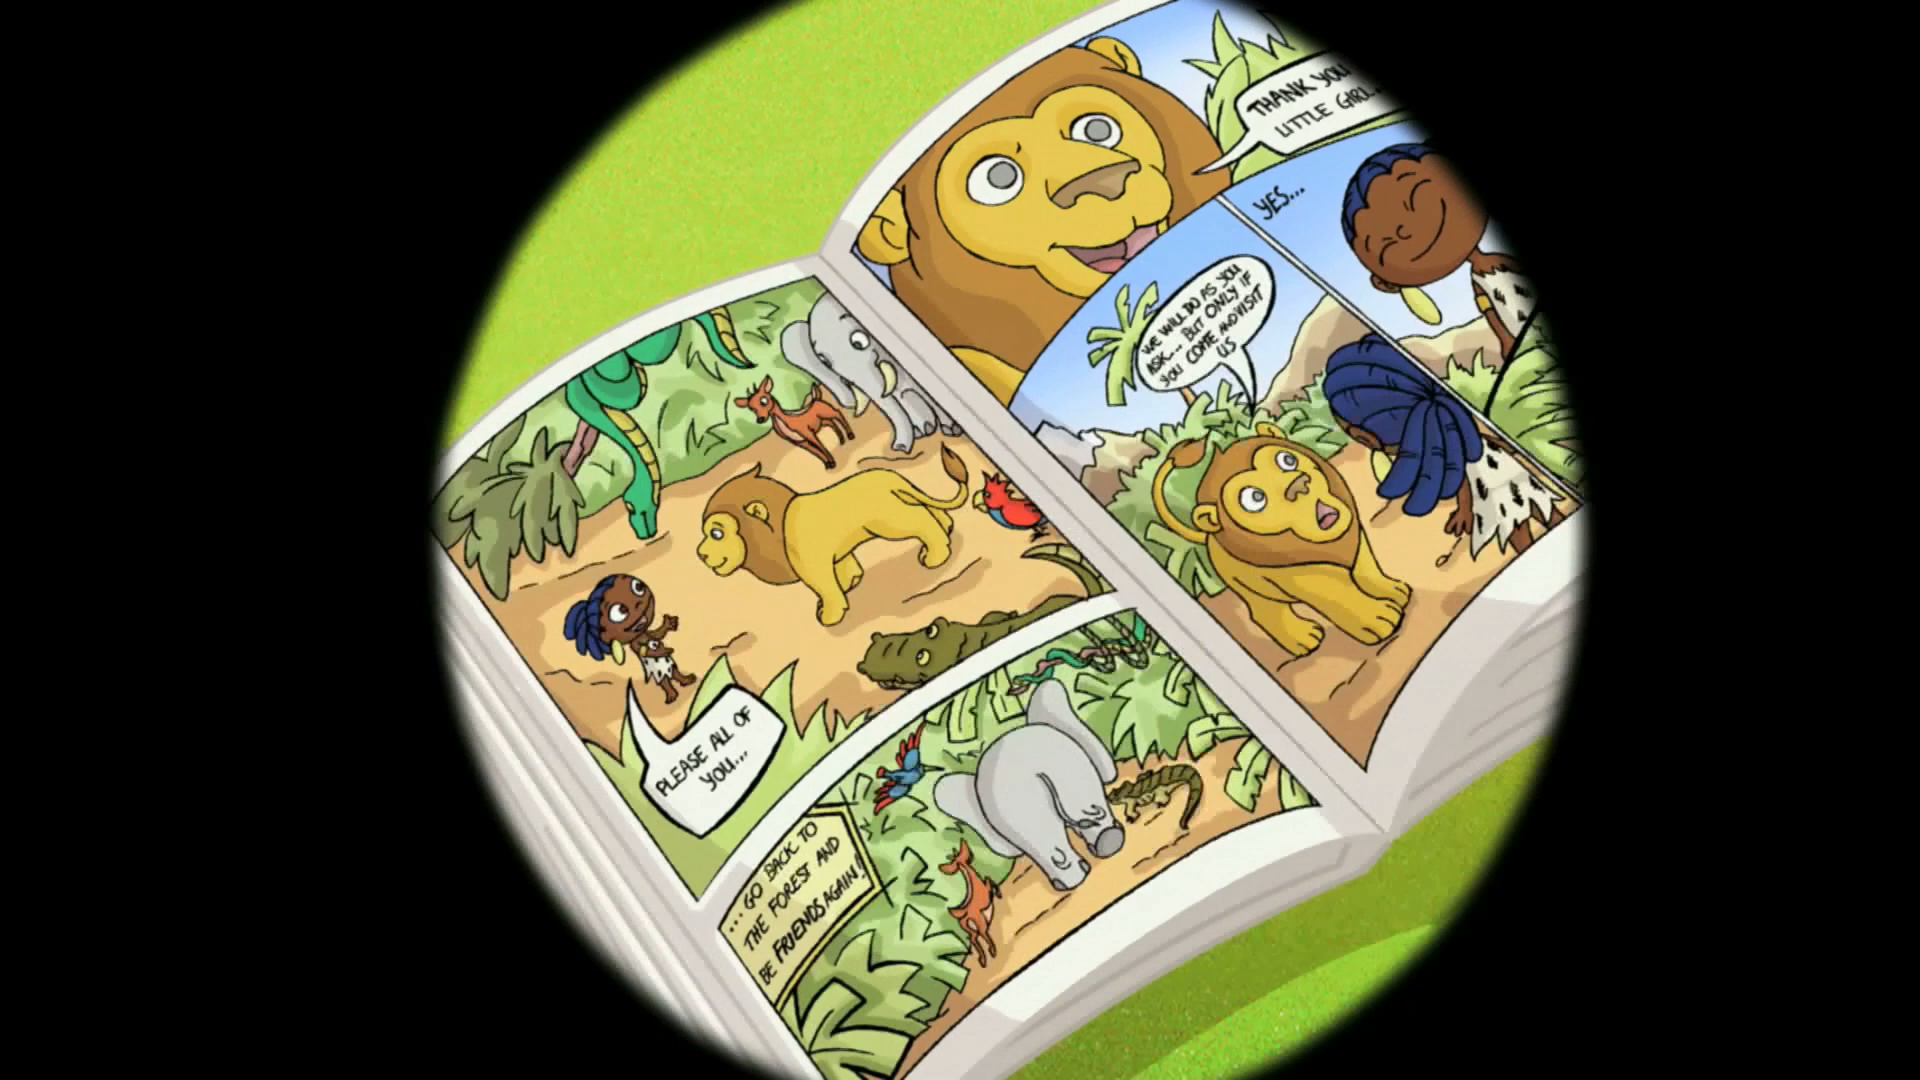 PLEASE ALL OF
YOU...
...GO BACK TO
THE FOREST AND
BE FRIENDS AGAIN!
THANK YOU
LITTLE GIRL.
WE WILL DO AS YOU
ASK... BUT ONLY IF
YOU COME AND VISIT
US
YES...